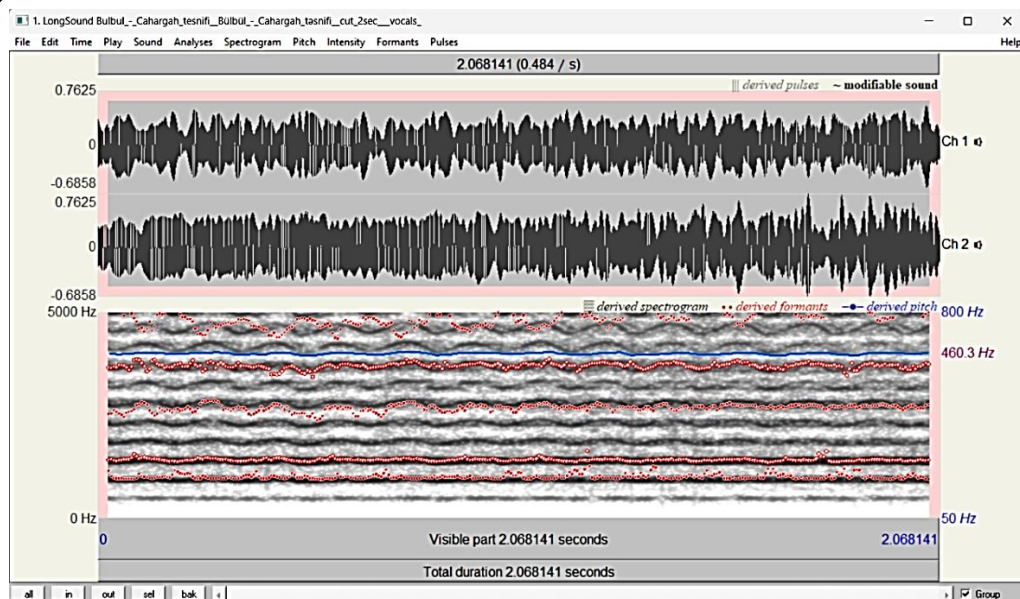 1. LongSound Bulbul_-_Cahargah_tesnifi__Bülbül_-_Cahargah_tasnifi__cut_2sec__vocals_
File Edit Time Play Sound Analyses Spectrogram Pitch Intensity Formants Pulses Help
2.068141 (0.484 / s)
0.7625 derived pulses ~ modifiable sound
0 Ch 1
-0.6858
0.7625
0 Ch 2
-0.6858
5000 Hz derived spectrogram derived formants derived pitch 800 Hz
460.3 Hz
0 Hz 50 Hz
0 Visible part 2.068141 seconds 2.068141
Total duration 2.068141 seconds
all in out sel bak Group